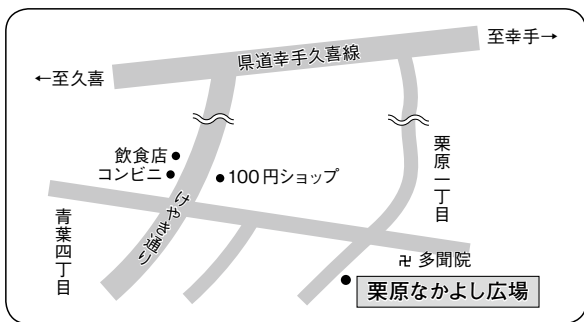 至幸手→
県道幸手久喜線
←至久喜
飲食店
コンビニ
100円ショップ
けやき通り
栗原一丁目
青葉四丁目
卍 多聞院
栗原なかよし広場